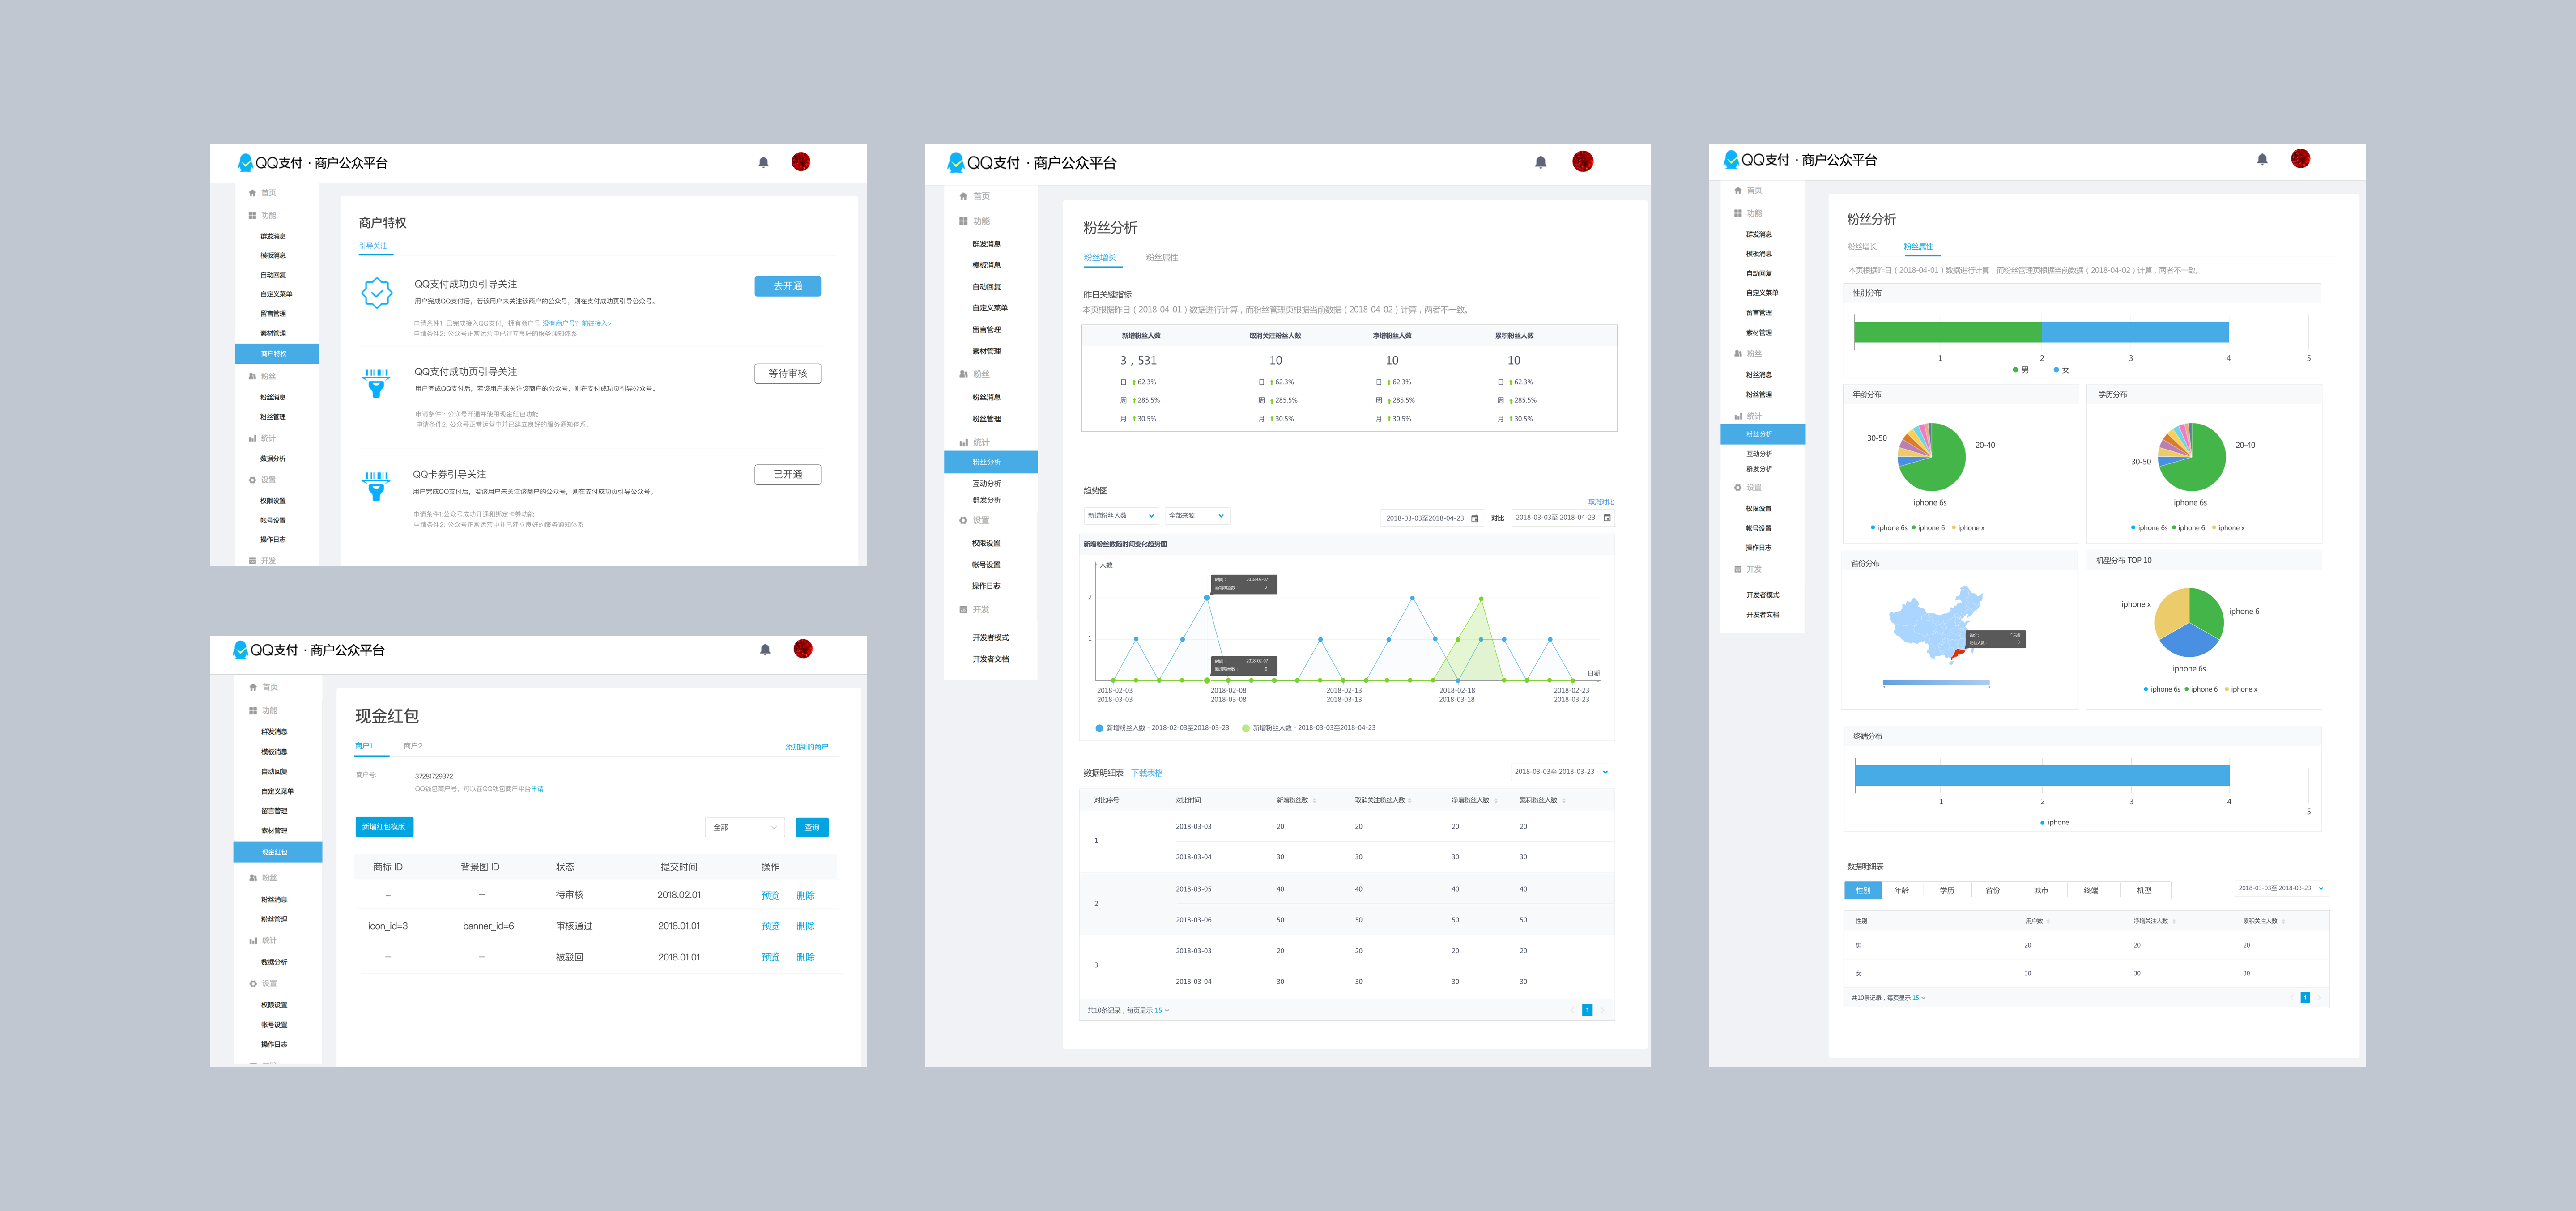 QQ支付 · 商户公众平台
首页
功能
群发消息
模板消息
自动回复
自定义菜单
留言管理
素材管理
商户特权
粉丝
粉丝消息
粉丝管理
统计
数据分析
设置
权限设置
帐号设置
操作日志
开发
商户特权
引导关注
QQ支付成功页引导关注
用户完成QQ支付后，若该用户未关注该商户的公众号，则在支付成功页引导公众号。
去开通
申请条件1: 已完成接入QQ支付，拥有商户号 没有商户号？前往接入>
申请条件2: 公众号正常运营中已建立良好的服务通知体系
QQ支付成功页引导关注
用户完成QQ支付后，若该用户未关注该商户的公众号，则在支付成功页引导公众号。
等待审核
申请条件1: 公众号开通并使用现金红包功能
申请条件2: 公众号正常运营中并已建立良好的服务通知体系。
QQ卡券引导关注
用户完成QQ支付后，若该用户未关注该商户的公众号，则在支付成功页引导公众号。
已开通
申请条件1:公众号成功开通和绑定卡券功能
申请条件2: 公众号正常运营中并已建立良好的服务通知体系
QQ支付 · 商户公众平台
首页
功能
群发消息
模板消息
自动回复
自定义菜单
留言管理
素材管理
现金红包
粉丝
粉丝消息
粉丝管理
统计
数据分析
设置
权限设置
帐号设置
操作日志
现金红包
商户1 商户2 添加新的商户
商户号 37281729372
QQ钱包商户号，可以在QQ钱包商户平台申请
新增红包模版 全部 查询
商标 ID 背景图 ID 状态 提交时间 操作
– – 待审核 2018.02.01 预览 删除
icon_id=3 banner_id=6 审核通过 2018.01.01 预览 删除
– – 被驳回 2018.01.01 预览 删除
QQ支付 · 商户公众平台
首页
功能
群发消息
模板消息
自动回复
自定义菜单
留言管理
素材管理
粉丝
粉丝消息
粉丝管理
统计
粉丝分析
互动分析
群发分析
设置
权限设置
帐号设置
操作日志
开发
开发者模式
开发者文档
粉丝分析
粉丝增长 粉丝属性
昨日关键指标
本页根据昨日（2018-04-01）数据进行计算，而粉丝管理页根据当前数据（2018-04-02）计算，两者不一致。
新增粉丝人数 取消关注粉丝人数 净增粉丝人数 累积粉丝人数
3，531 10 10 10
日 62.3% 日 62.3% 日 62.3% 日 62.3%
周 285.5% 周 285.5% 周 285.5% 周 285.5%
月 30.5% 月 30.5% 月 30.5% 月 30.5%
趋势图
取消对比
新增粉丝人数 全部来源 2018-03-03至2018-04-23 对比 2018-03-03至 2018-04-23
新增粉丝数随时间变化趋势图
人数
时间： 2018-03-07
新增粉丝数： 2
2
1
时间： 2018-02-07
新增粉丝数： 0
日期
2018-02-03 2018-02-08 2018-02-13 2018-02-18 2018-02-23
2018-03-03 2018-03-08 2018-03-13 2018-03-18 2018-03-23
新增粉丝人数 - 2018-02-03至2018-03-23 新增粉丝人数 - 2018-03-03至2018-04-23
数据明细表 下载表格 2018-03-03至 2018-03-23
对比序号 对比时间 新增粉丝数 取消关注粉丝人数 净增粉丝人数 累积粉丝人数
1
2018-03-03 20 20 20 20
2018-03-04 30 30 30 30
2
2018-03-05 40 40 40 40
2018-03-06 50 50 50 50
3
2018-03-03 20 20 20 20
2018-03-04 30 30 30 30
共10条记录，每页显示 15 1
QQ支付 · 商户公众平台
首页
功能
群发消息
模板消息
自动回复
自定义菜单
留言管理
素材管理
粉丝
粉丝消息
粉丝管理
统计
粉丝分析
互动分析
群发分析
设置
权限设置
帐号设置
操作日志
开发
开发者模式
开发者文档
粉丝分析
粉丝增长 粉丝属性
本页根据昨日（2018-04-01）数据进行计算，而粉丝管理页根据当前数据（2018-04-02）计算，两者不一致。
性别分布
1 2 3 4 5
男 女
年龄分布
30-50 20-40
iphone 6s
iphone 6s iphone 6 iphone x
学历分布
20-40
30-50
iphone 6s
iphone 6s iphone 6 iphone x
省份分布
省份： 广东省
粉丝人数： 1
机型分布 TOP 10
iphone x iphone 6
iphone 6s
iphone 6s iphone 6 iphone x
终端分布
1 2 3 4 5
iphone
数据明细表
性别 年龄 学历 省份 城市 终端 机型 2018-03-03至 2018-03-23
性别 用户数 净增关注人数 累积关注人数
男 20 20 20
女 30 30 30
共10条记录，每页显示 15 1